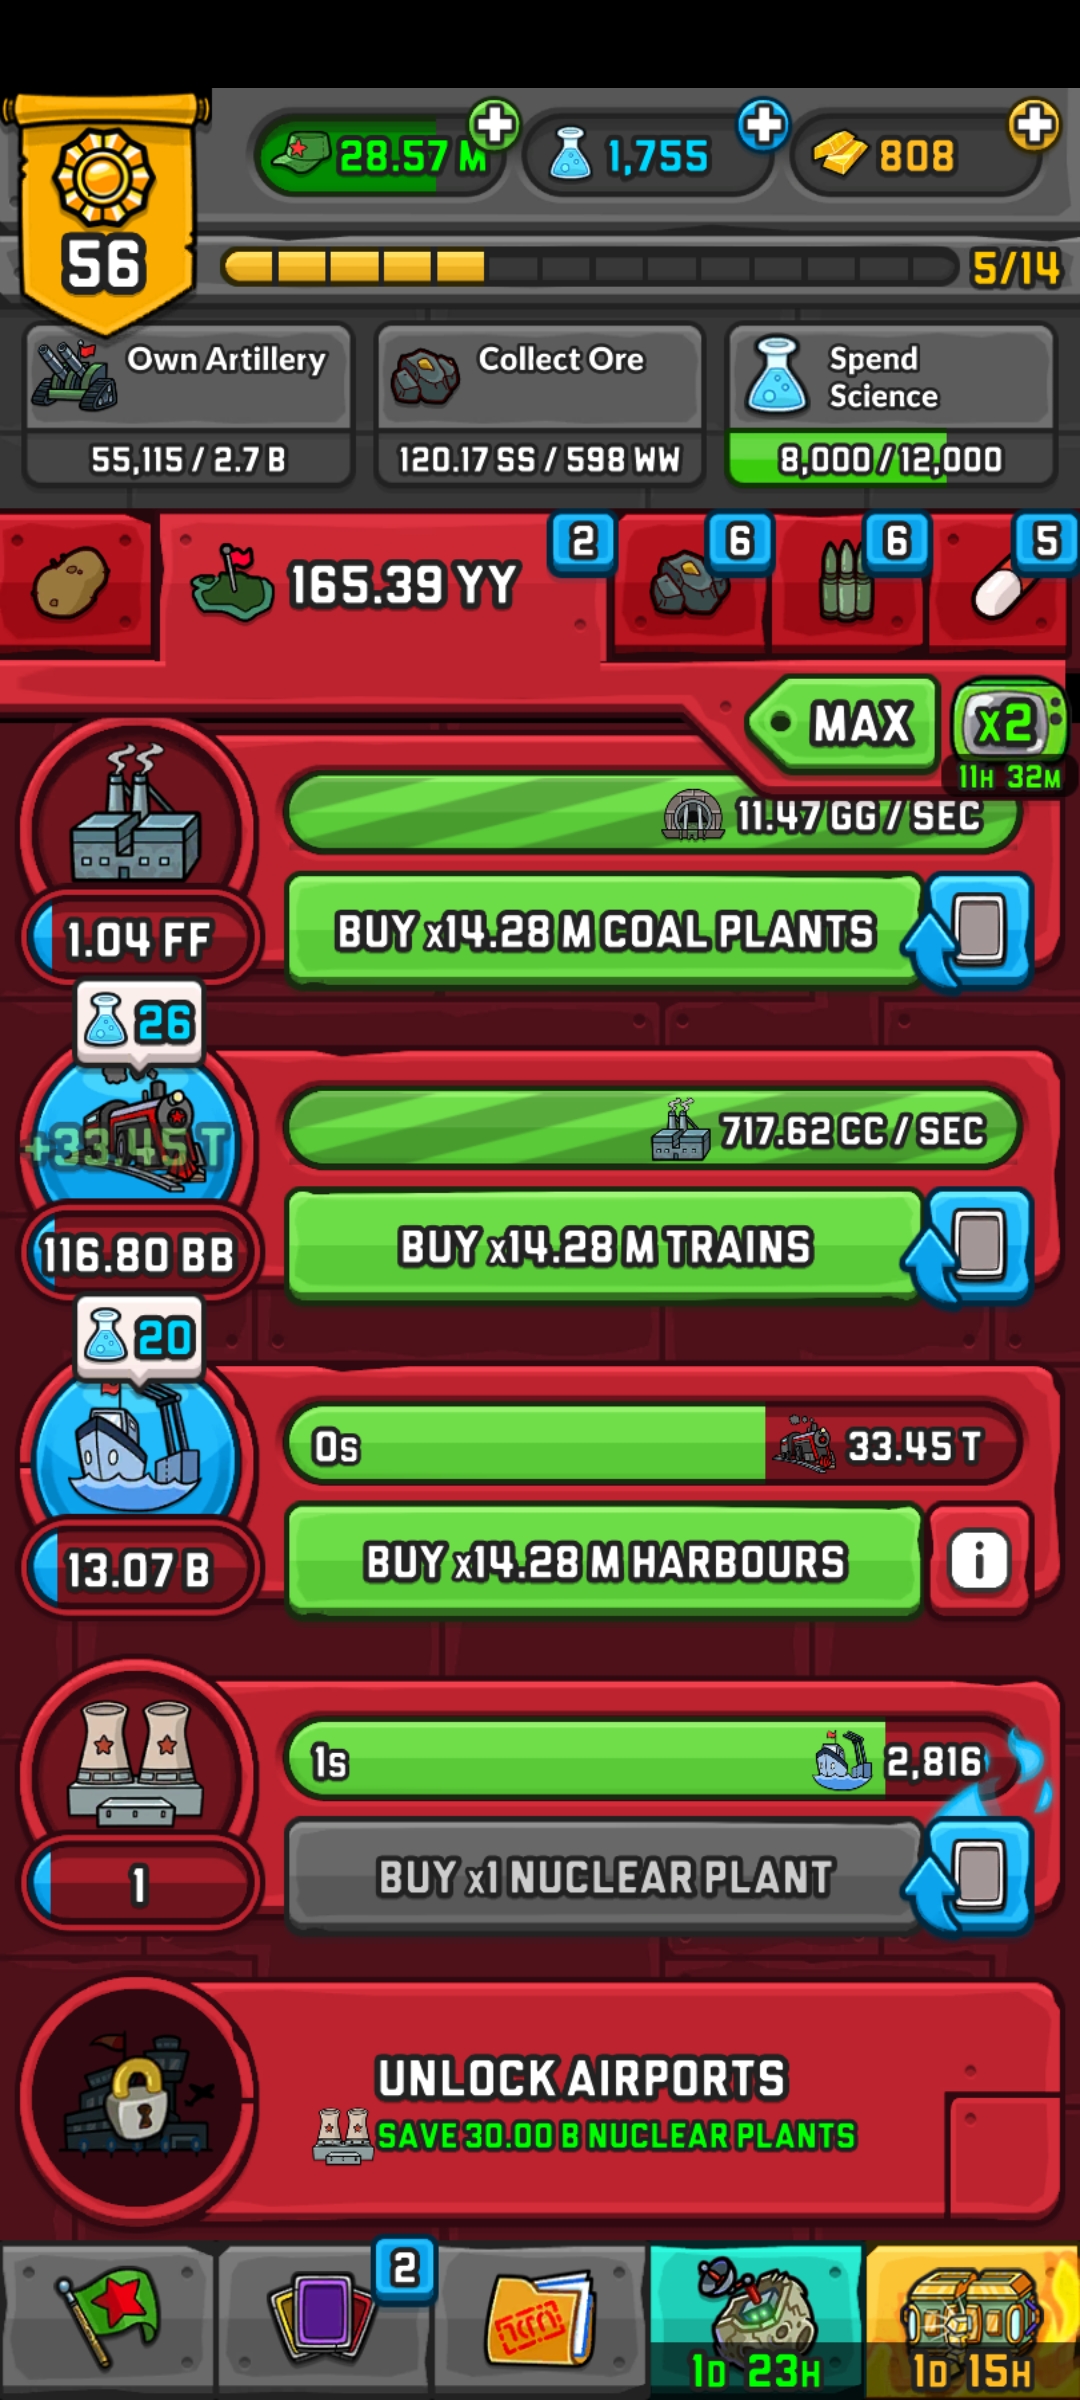 56
28.57 M
1,755
808
5/14
Own Artillery
55,115 / 2.7 B
Collect Ore
120.17 SS / 598 WW
Spend
Science
8,000 / 12,000
165.39 YY
2
6
6
5
MAX
x2
11H 32M
11.47 GG / SEC
1.04 FF
BUY x14.28 M COAL PLANTS
26
+33.45 T
717.62 CC / SEC
116.80 BB
BUY x14.28 M TRAINS
20
0s
33.45 T
13.07 B
BUY x14.28 M HARBOURS
i
1s
2,816
1
BUY x1 NUCLEAR PLANT
UNLOCK AIRPORTS
SAVE 30.00 B NUCLEAR PLANTS
2
1D 23H
1D 15H